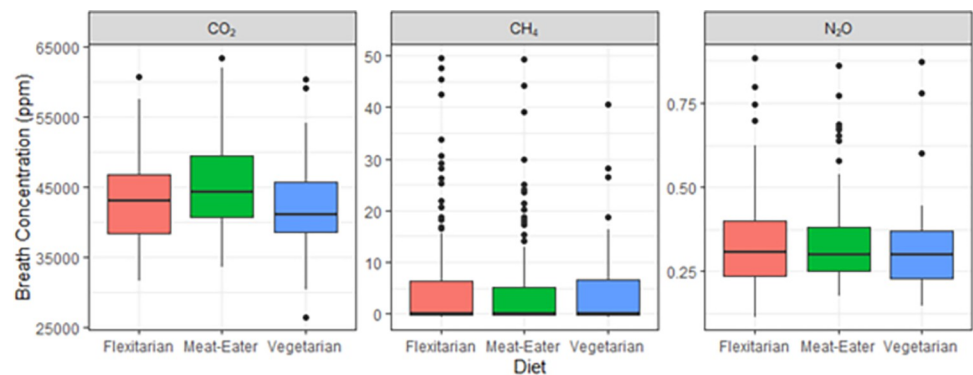 CO₂
CH₄
N₂O
Breath Concentration (ppm)
65000
55000
45000
35000
25000
50
40
30
20
10
0
0.75
0.50
0.25
Flexitarian Meat-Eater Vegetarian
Flexitarian Meat-Eater Vegetarian
Flexitarian Meat-Eater Vegetarian
Diet